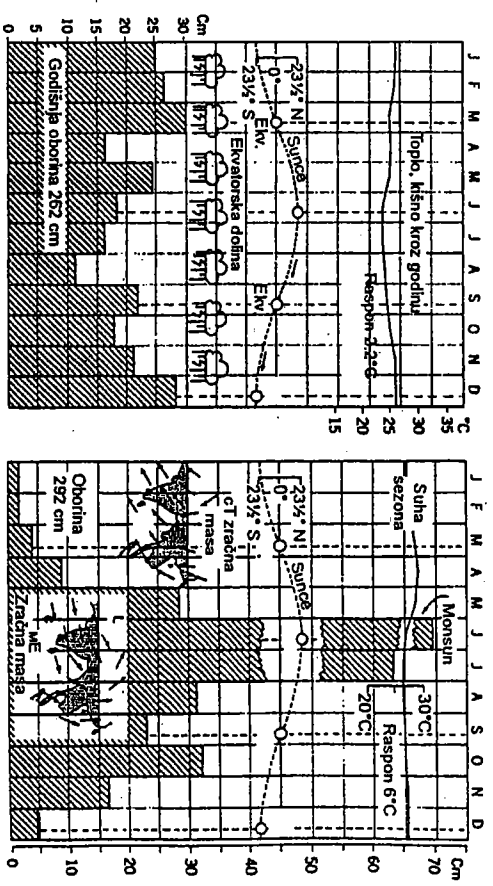 J F M A M J J A S O N D
°C
35
30
25
20
15
Toplo, kišno kroz godinu
Raspon 2.2°C
23½° N
0°
23½° S
Sunce
Ekv.
Ekv.
Ekvatorska dolina
Cm
30
25
20
15
10
5
0
Godišnja oborina 262 cm
J F M A M J J A S O N D
Cm
70
60
50
40
30
20
10
0
Suha
sezona
Monsun
30°C
20°C
Raspon 6°C
23½° N
0°
23½° S
Sunce
cT zračna
masa
Oborina
292 cm
L
mE
Zračna masa